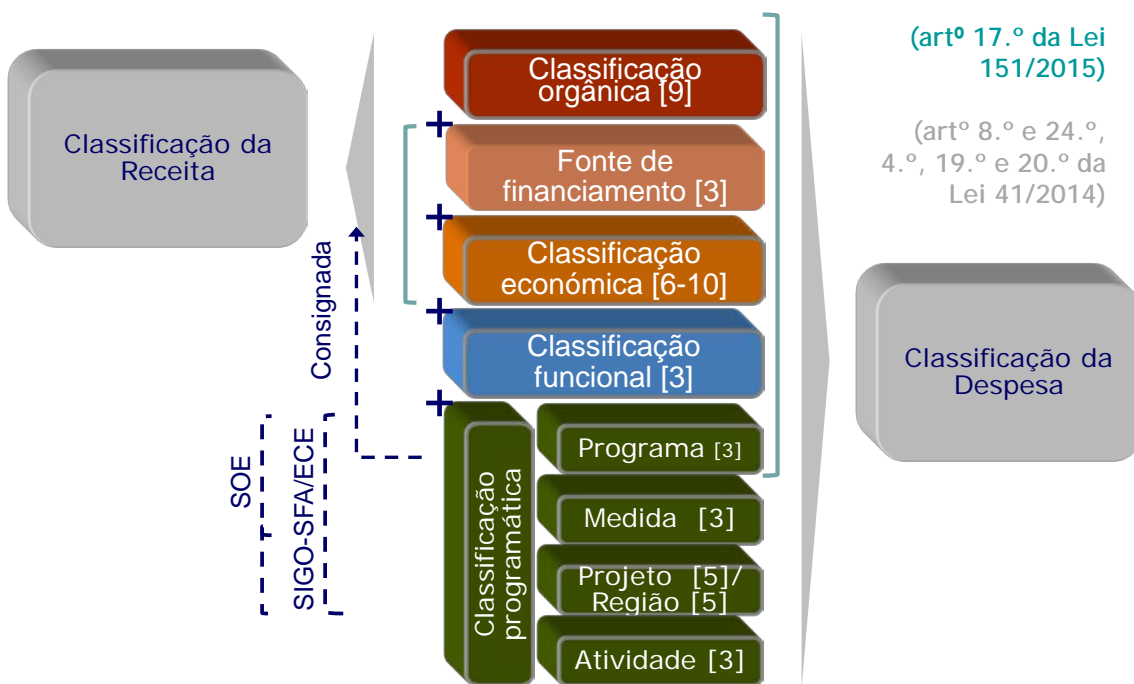 Classificação da
Receita
Classificação
orgânica [9]
+
Fonte de
financiamento [3]
+
Classificação
económica [6-10]
+
Classificação
funcional [3]
+
Classificação
programática
Programa [3]
Medida [3]
Projeto [5]/
Região [5]
Atividade [3]
Consignada
SOE
SIGO-SFA/ECE
(artº 17.º da Lei
151/2015)
(artº 8.º e 24.º,
4.º, 19.º e 20.º da
Lei 41/2014)
Classificação da
Despesa